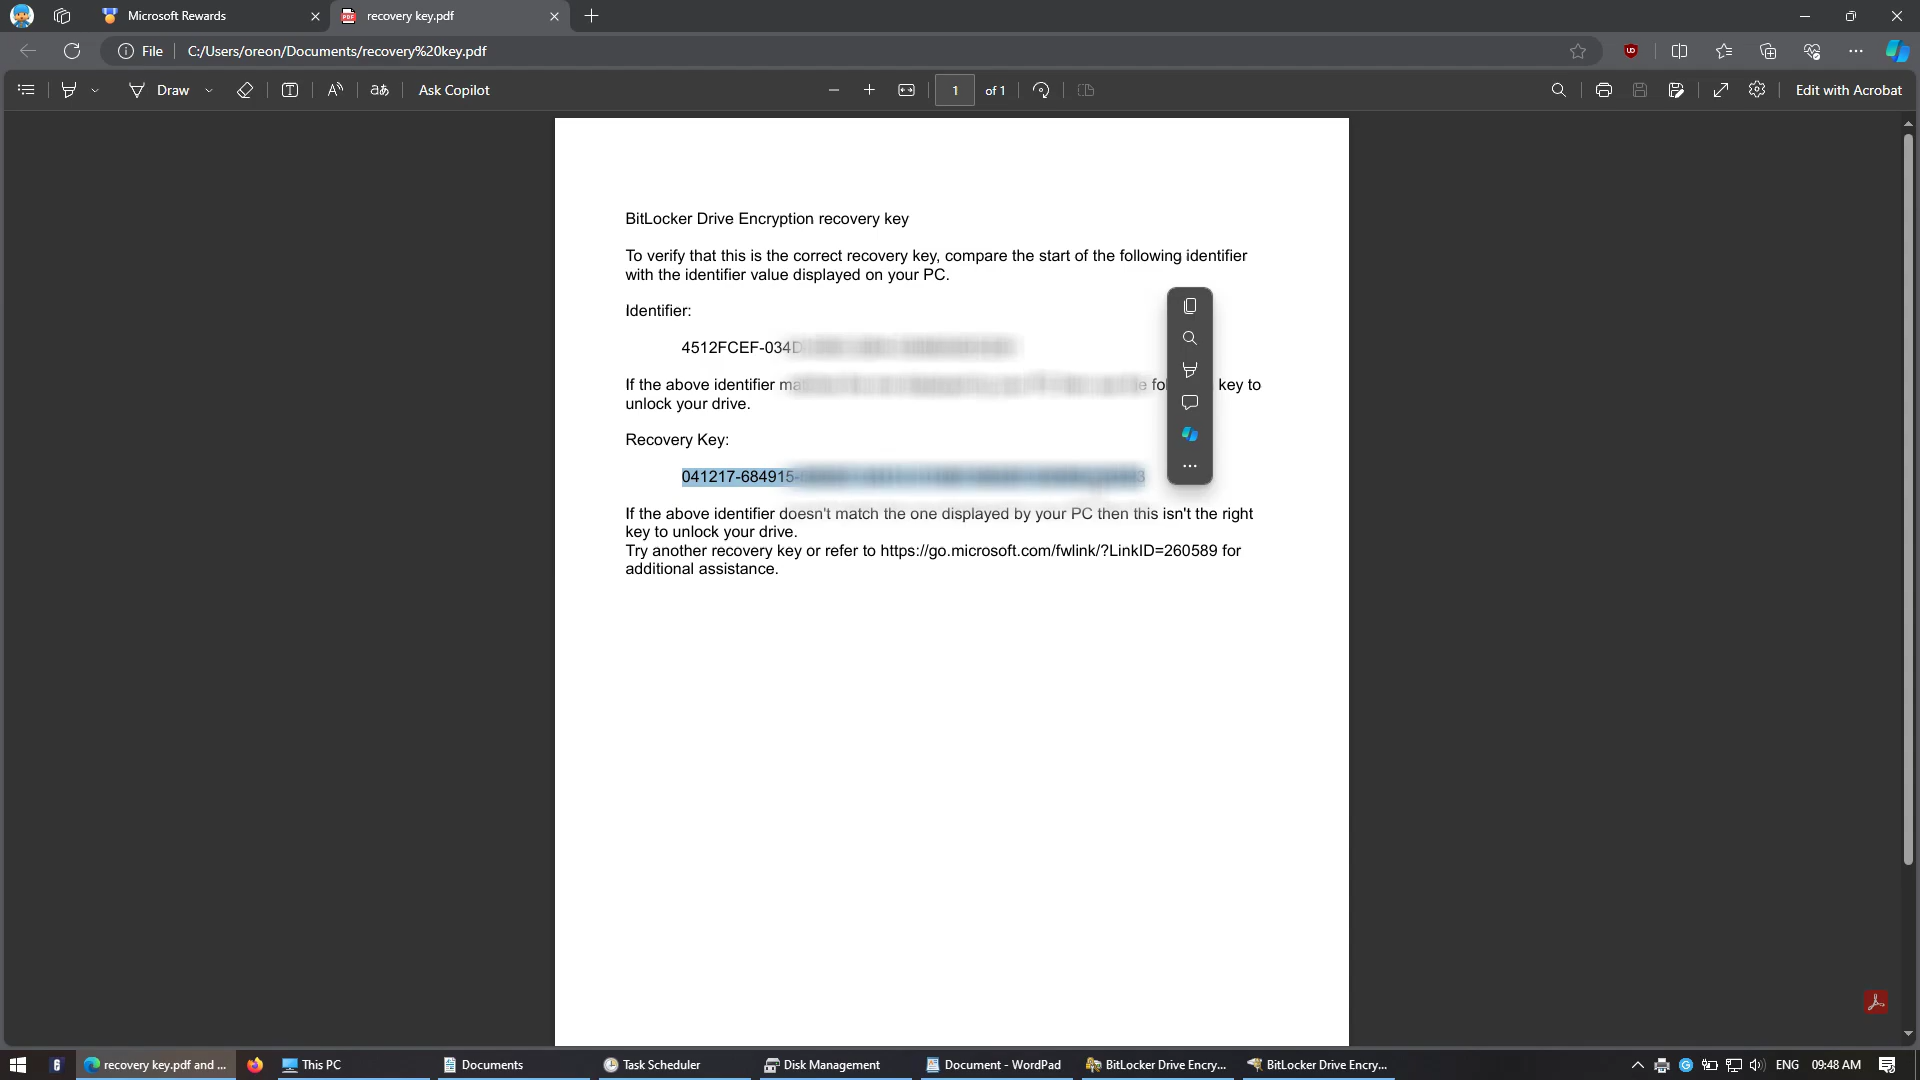 Microsoft Rewards
recovery key.pdf
File
C:/Users/oreon/Documents/recovery%20key.pdf
Draw
aあ
Ask Copilot
1
of 1
Edit with Acrobat
BitLocker Drive Encryption recovery key
To verify that this is the correct recovery key, compare the start of the following identifier
with the identifier value displayed on your PC.
Identifier:
4512FCEF-034D
If the above identifier key to
unlock your drive.
Recovery Key:
041217-684915-
If the above identifier doesn't match the one displayed by your PC then this isn't the right
key to unlock your drive.
Try another recovery key or refer to https://go.microsoft.com/fwlink/?LinkID=260589 for
additional assistance.
recovery key.pdf and ...
This PC
Documents
Task Scheduler
Disk Management
Document - WordPad
BitLocker Drive Encry...
BitLocker Drive Encry...
ENG
09:48 AM